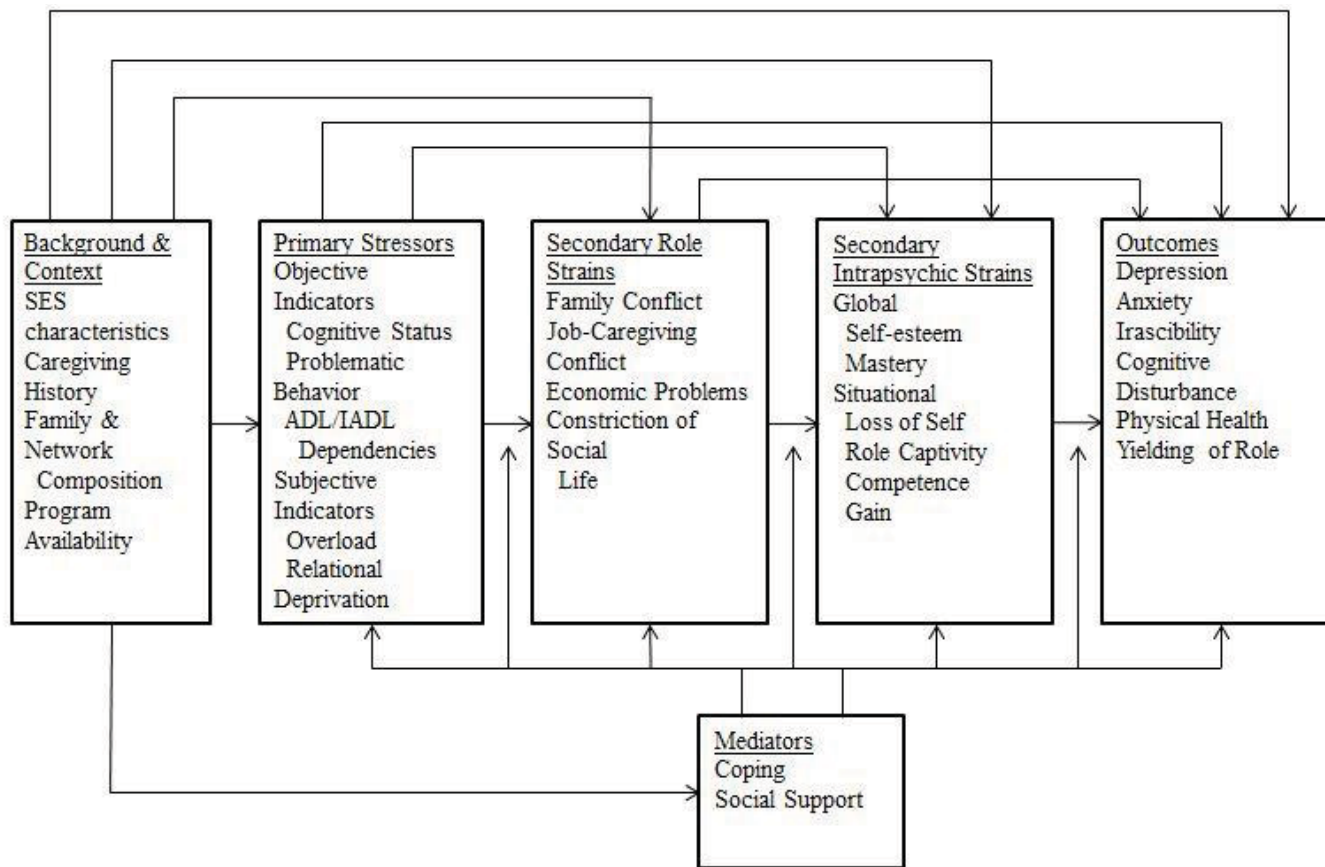 Background &
Context
SES
characteristics
Caregiving
History
Family &
Network
Composition
Program
Availability
Primary Stressors
Objective
Indicators
Cognitive Status
Problematic
Behavior
ADL/IADL
Dependencies
Subjective
Indicators
Overload
Relational
Deprivation
Secondary Role
Strains
Family Conflict
Job-Caregiving
Conflict
Economic Problems
Constriction of
Social
Life
Secondary
Intrapsychic Strains
Global
Self-esteem
Mastery
Situational
Loss of Self
Role Captivity
Competence
Gain
Outcomes
Depression
Anxiety
Irascibility
Cognitive
Disturbance
Physical Health
Yielding of Role
Mediators
Coping
Social Support